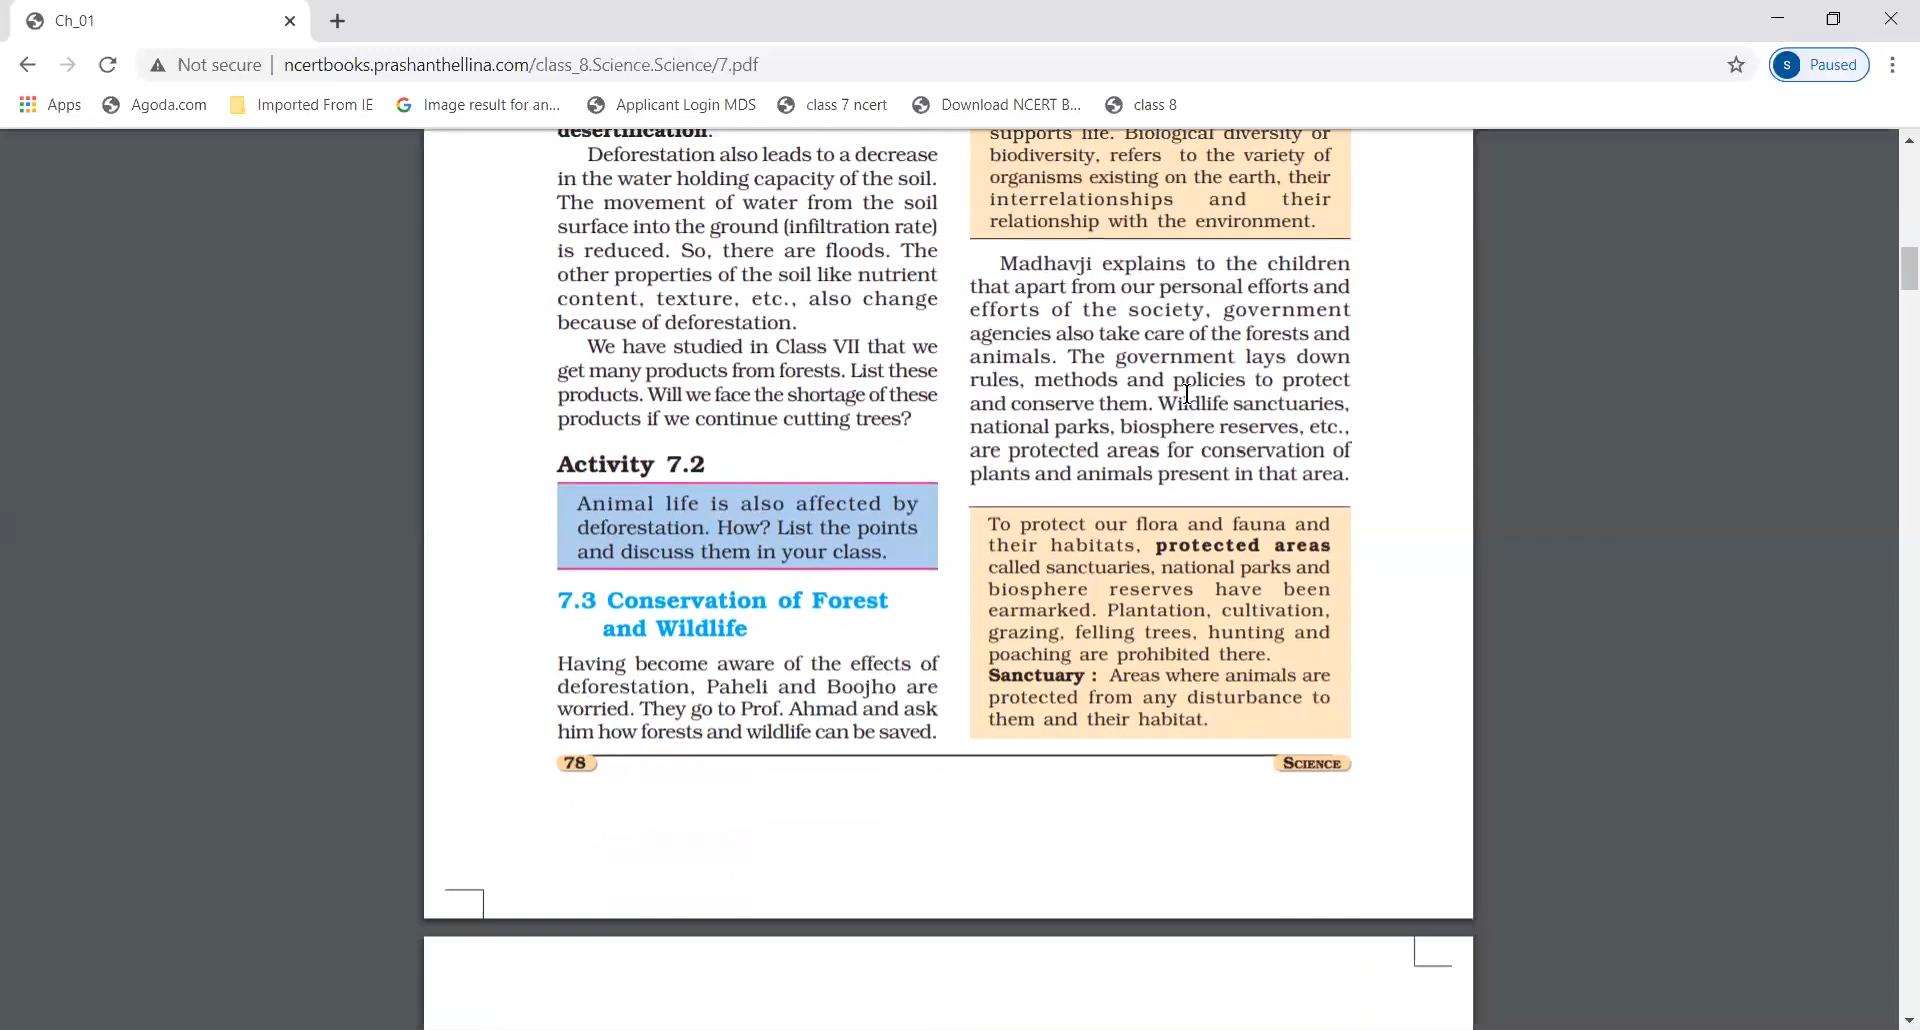 Ch_01
Not secure
ncertbooks.prashanthellina.com/class_8.Science.Science/7.pdf
S
Paused
Apps
Agoda.com
Imported From IE
Image result for an...
Applicant Login MDS
class 7 ncert
Download NCERT B...
class 8
desertification.
Deforestation also leads to a decrease
in the water holding capacity of the soil.
The movement of water from the soil
surface into the ground (infiltration rate)
is reduced. So, there are floods. The
other properties of the soil like nutrient
content, texture, etc., also change
because of deforestation.
We have studied in Class VII that we
get many products from forests. List these
products. Will we face the shortage of these
products if we continue cutting trees?
Activity 7.2
Animal life is also affected by
deforestation. How? List the points
and discuss them in your class.
7.3 Conservation of Forest
and Wildlife
Having become aware of the effects of
deforestation, Paheli and Boojho are
worried. They go to Prof. Ahmad and ask
him how forests and wildlife can be saved.
supports life. Biological diversity or
biodiversity, refers to the variety of
organisms existing on the earth, their
interrelationships and their
relationship with the environment.
Madhavji explains to the children
that apart from our personal efforts and
efforts of the society, government
agencies also take care of the forests and
animals. The government lays down
rules, methods and policies to protect
and conserve them. Wildlife sanctuaries,
national parks, biosphere reserves, etc.,
are protected areas for conservation of
plants and animals present in that area.
To protect our flora and fauna and
their habitats, protected areas
called sanctuaries, national parks and
biosphere reserves have been
earmarked. Plantation, cultivation,
grazing, felling trees, hunting and
poaching are prohibited there.
Sanctuary : Areas where animals are
protected from any disturbance to
them and their habitat.
78
SCIENCE